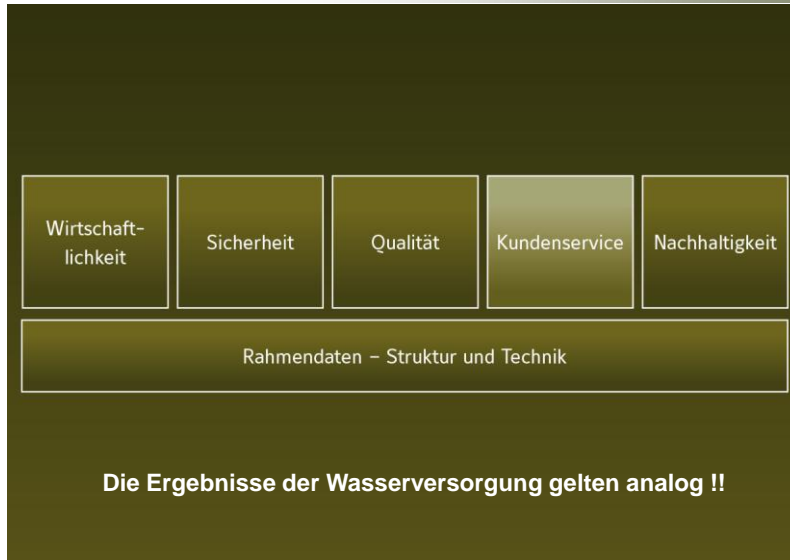 Wirtschaft-
lichkeit
Sicherheit
Qualität
Kundenservice
Nachhaltigkeit
Rahmendaten – Struktur und Technik
Die Ergebnisse der Wasserversorgung gelten analog !!